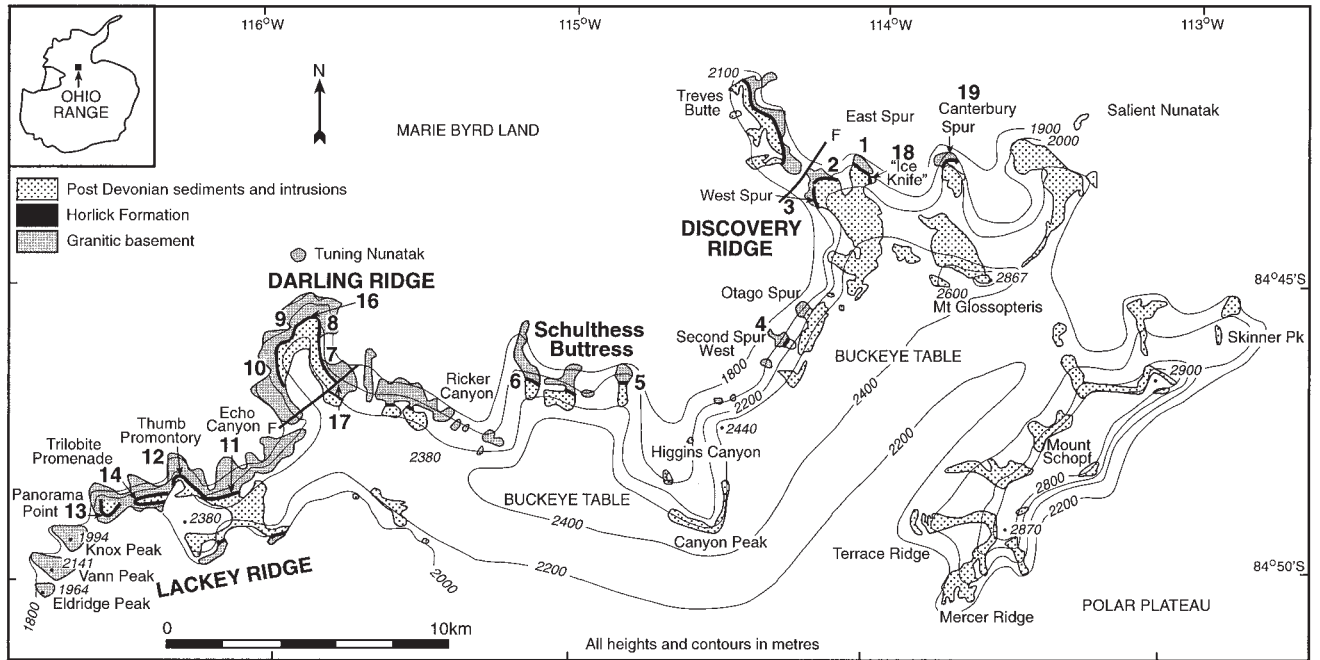 116°W
115°W
114°W
113°W
OHIO
RANGE
N
MARIE BYRD LAND
Post Devonian sediments and intrusions
Horlick Formation
Granitic basement
2100
Treves
Butte
F
East Spur
1
18
"Ice
Knife"
2
19
Canterbury
Spur
Salient Nunatak
1900
2000
West Spur
3
DISCOVERY
RIDGE
2867
2600
Mt Glossopteris
84°45'S
Tuning Nunatak
DARLING RIDGE
16
9
8
7
10
17
F
Otago Spur
4
Second Spur
West
1800
2200
BUCKEYE TABLE
2400
2200
Skinner Pk
2900
Schulthess
Buttress
6
5
Ricker
Canyon
2380
2440
Higgins Canyon
Mount
Schopf
2800
2200
Echo
Canyon
11
Thumb
Promontory
12
Trilobite
Promenade
14
Panorama
Point
13
2380
BUCKEYE TABLE
2400
Canyon Peak
2200
2000
Terrace Ridge
2870
84°50'S
1994
Knox Peak
2141
Vann Peak
1964
Eldridge Peak
1800
LACKEY RIDGE
Mercer Ridge
POLAR PLATEAU
0
10km
All heights and contours in metres